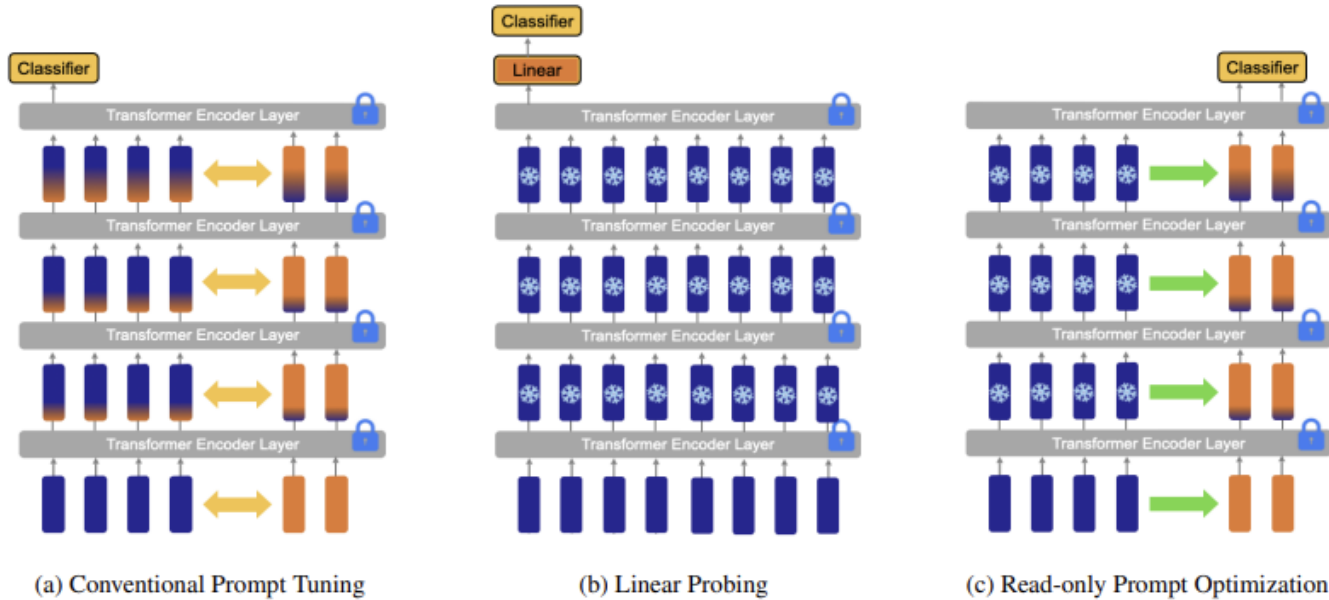 Classifier
Transformer Encoder Layer
Transformer Encoder Layer
Transformer Encoder Layer
Transformer Encoder Layer
(a) Conventional Prompt Tuning
Classifier
Linear
Transformer Encoder Layer
Transformer Encoder Layer
Transformer Encoder Layer
Transformer Encoder Layer
(b) Linear Probing
Classifier
Transformer Encoder Layer
Transformer Encoder Layer
Transformer Encoder Layer
Transformer Encoder Layer
(c) Read-only Prompt Optimization